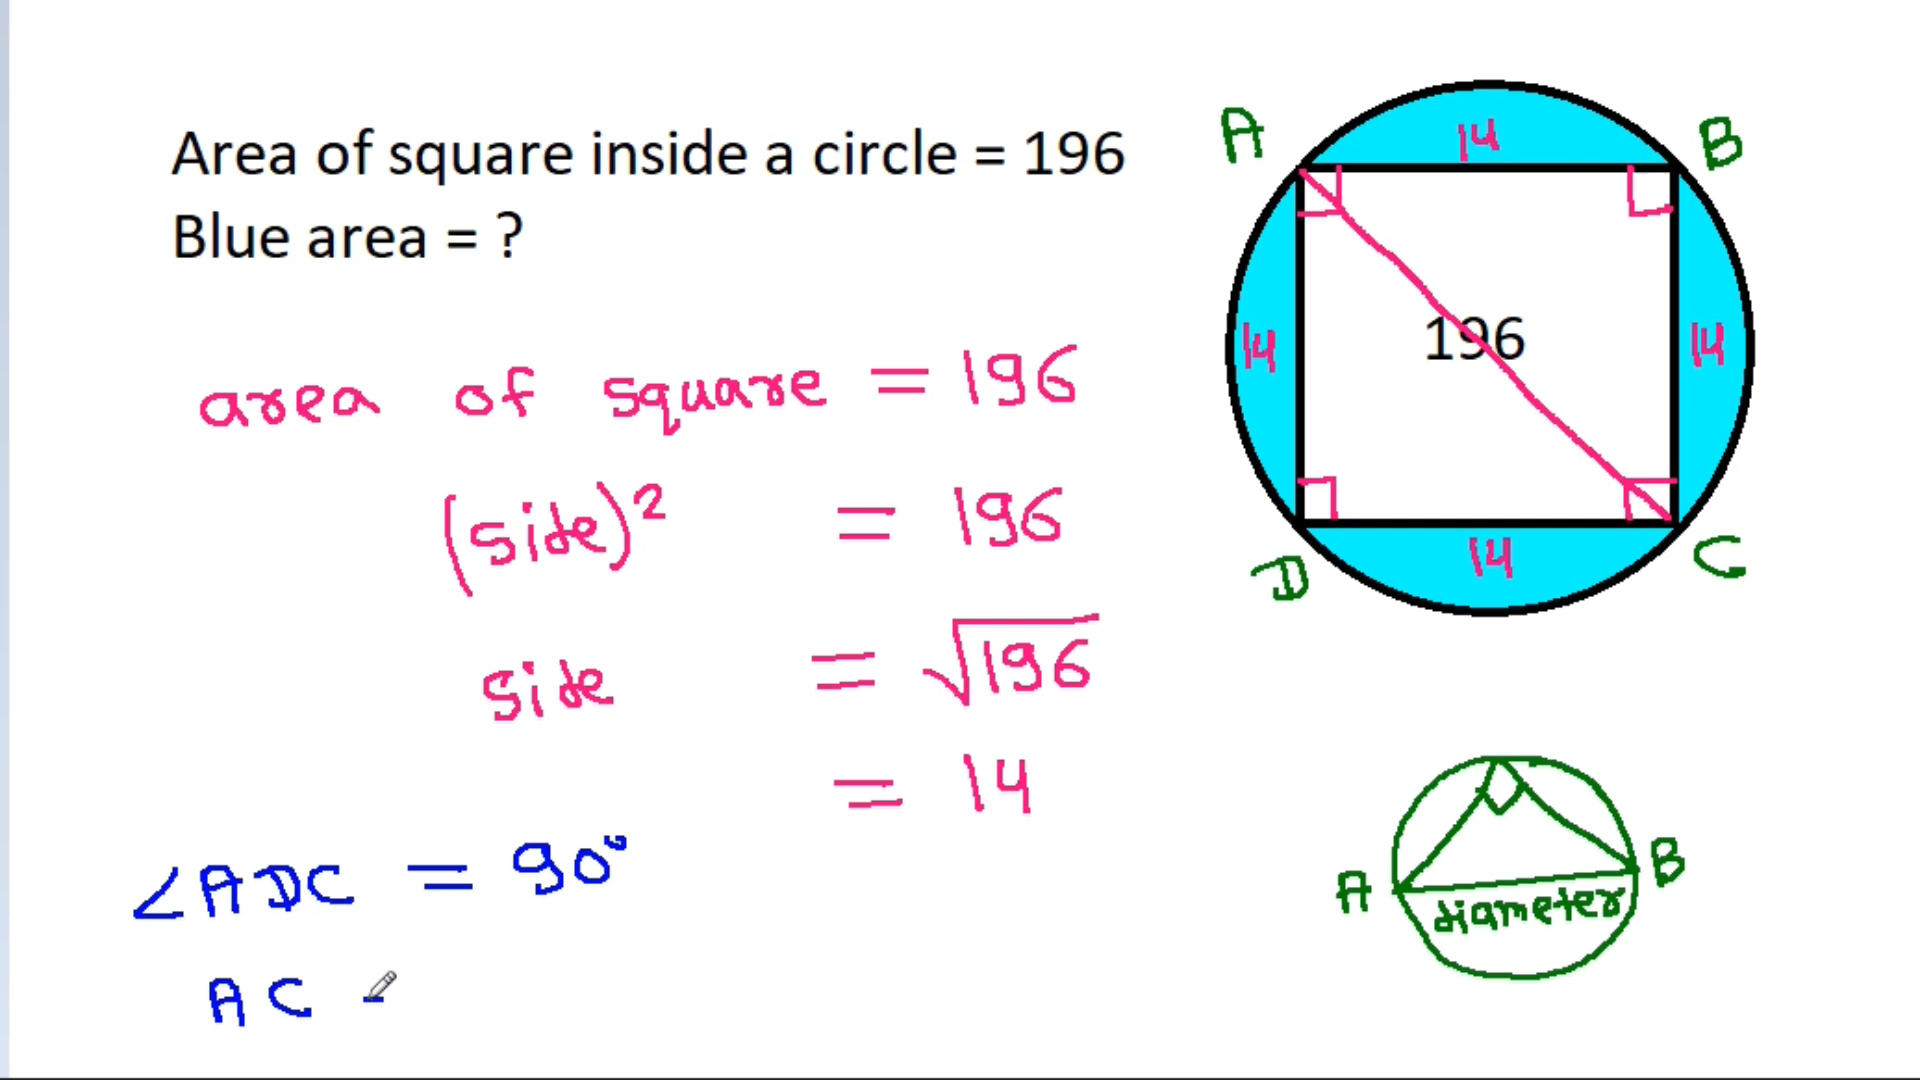 Area of square inside a circle = 196
Blue area = ?
area of square = 196
(side)² = 196
side = √196
= 14
∠ADC = 90°
AC -
A
B
14
14
196
14
14
D
C
A
B
diameter